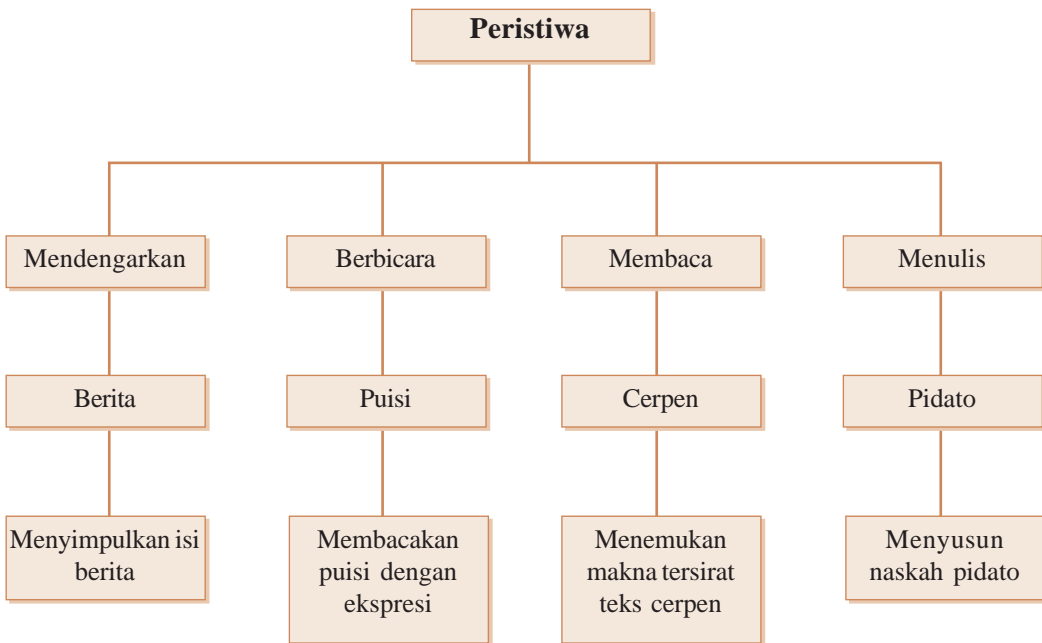 Peristiwa
Mendengarkan
Berbicara
Membaca
Menulis
Berita
Puisi
Cerpen
Pidato
Menyimpulkan isi
berita
Membacakan
puisi dengan
ekspresi
Menemukan
makna tersirat
teks cerpen
Menyusun
naskah pidato